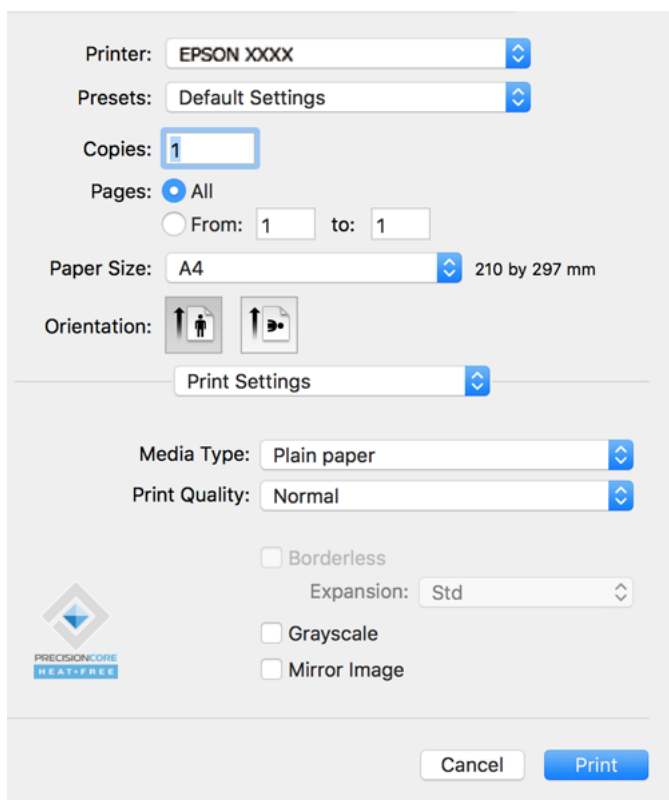 Printer: EPSON XXXX
Presets: Default Settings
Copies: 1
Pages: All
From: 1 to: 1
Paper Size: A4 210 by 297 mm
Orientation:
Print Settings
Media Type: Plain paper
Print Quality: Normal
Borderless
Expansion: Std
Grayscale
Mirror Image
PRECISIONCORE
HEAT•FREE
Cancel Print